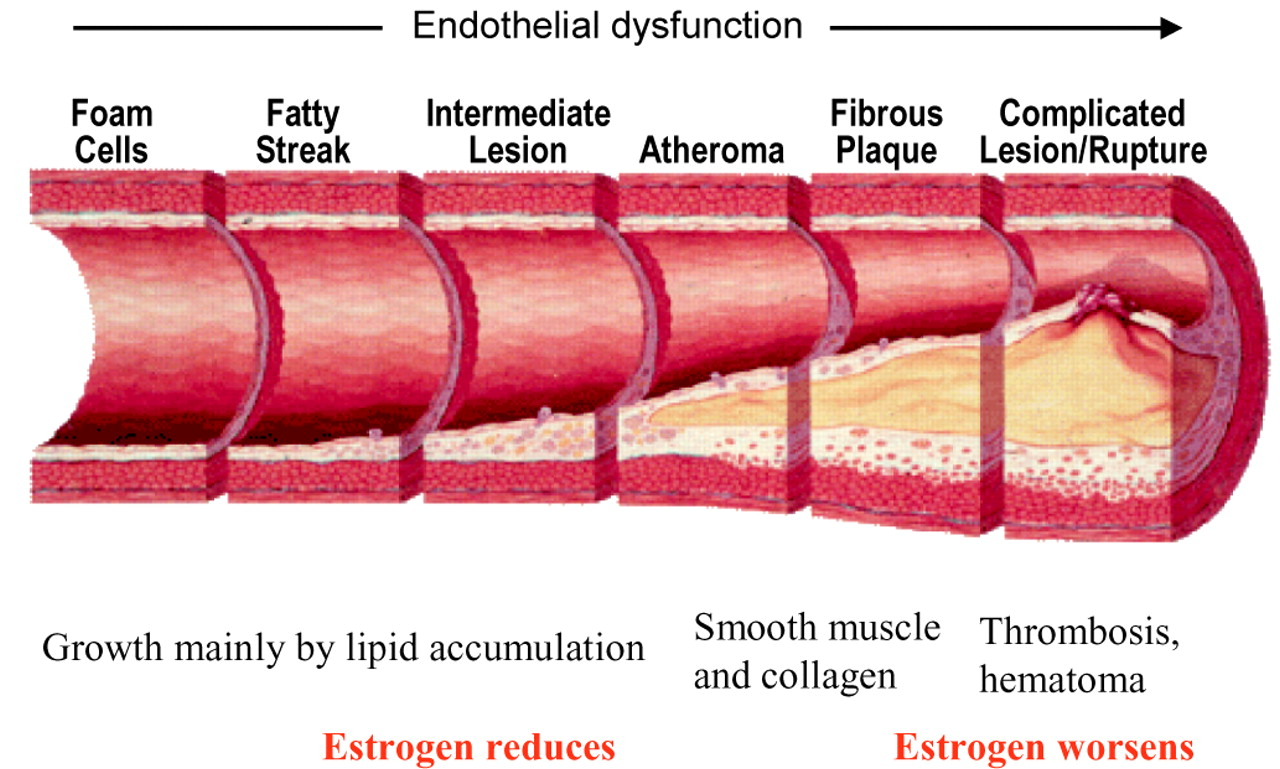 Endothelial dysfunction
Foam
Cells
Fatty
Streak
Intermediate
Lesion
Atheroma
Fibrous
Plaque
Complicated
Lesion/Rupture
Growth mainly by lipid accumulation
Smooth muscle
and collagen
Thrombosis,
hematoma
Estrogen reduces
Estrogen worsens